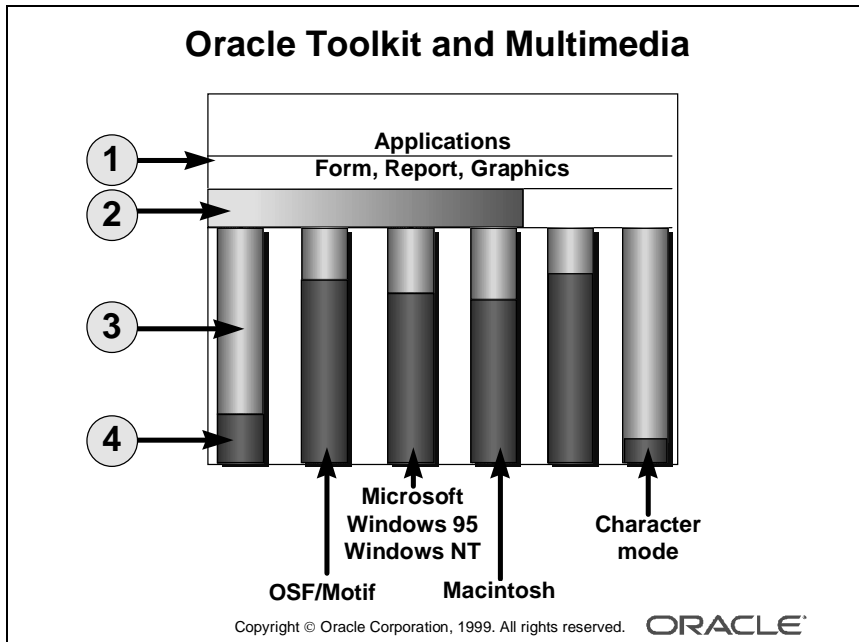 Oracle Toolkit and Multimedia
Applications
1
Form, Report, Graphics
2
3
4
Microsoft
Windows 95
Windows NT
Character
mode
OSF/Motif
Macintosh
Copyright © Oracle Corporation, 1999. All rights reserved.
ORACLE®